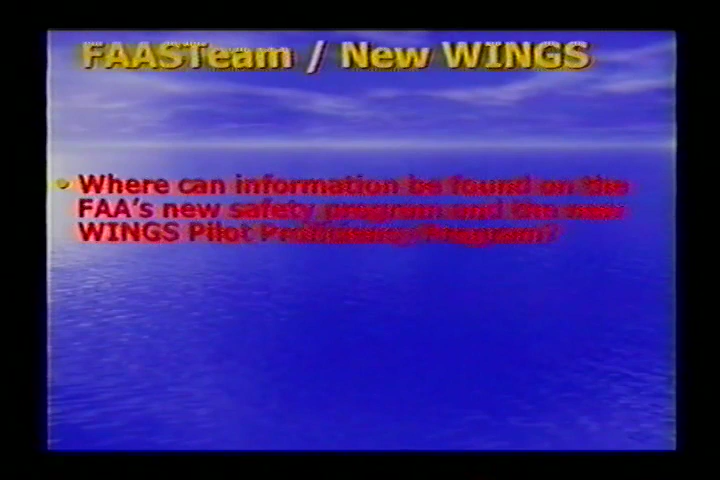 FAASTeam / New WINGS
• Where can information be found on the
FAA's new safety program and the new
WINGS Pilot Proficiency Program?